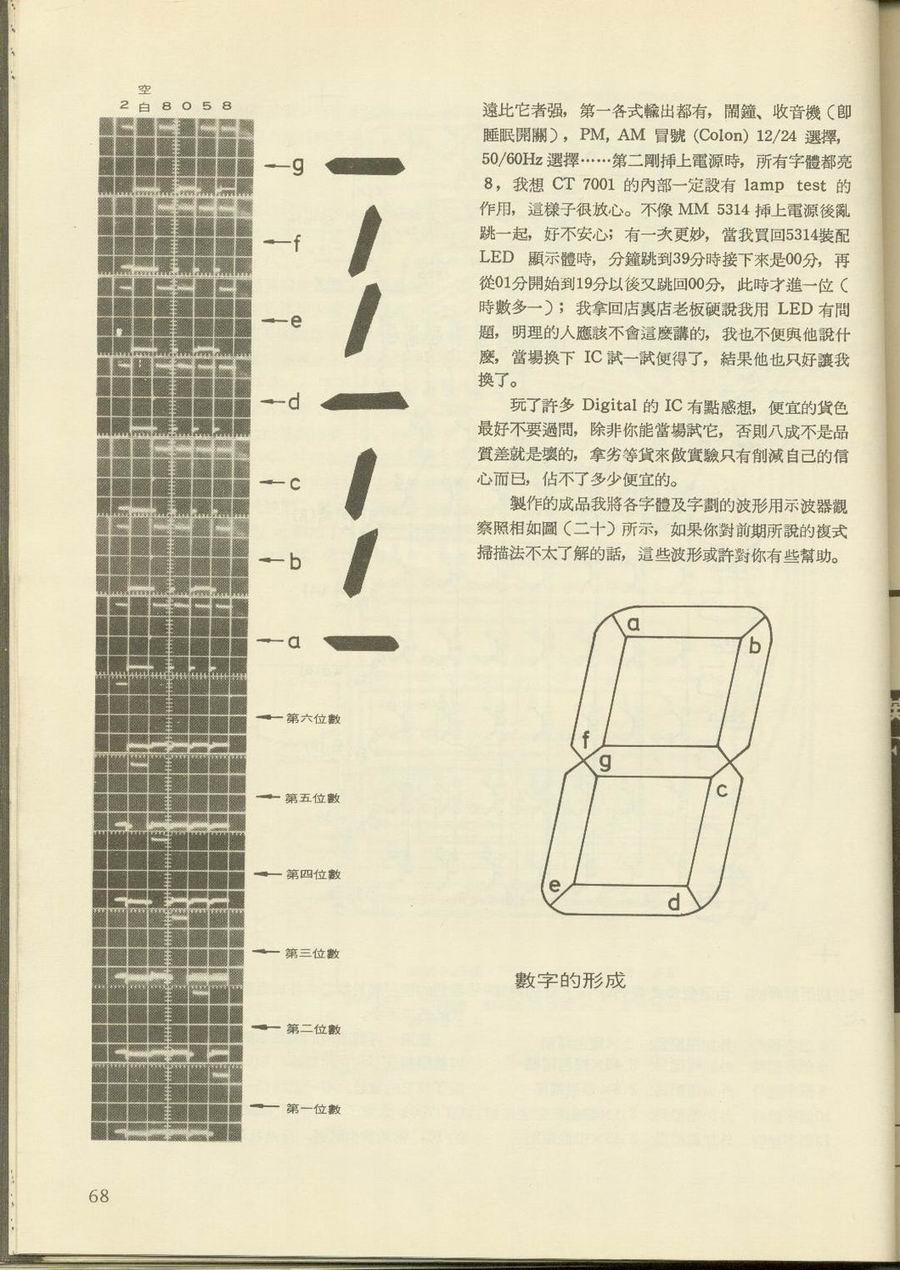 空
2 白 8 0 5 8
g
f
e
d
c
b
a
第六位數
第五位數
第四位數
第三位數
第二位數
第一位數
遠比它者强，第一各式輸出都有，鬧鐘、收音機（即
睡眠開關），PM, AM 冒號 (Colon) 12/24 選擇，
50/60Hz 選擇……第二剛插上電源時，所有字體都亮
8，我想 CT 7001 的內部一定設有 lamp test 的
作用，這樣子很放心。不像 MM 5314 插上電源後亂
跳一起，好不安心；有一次更妙，當我買回5314裝配
LED 顯示體時，分鐘跳到39分時接下來是00分，再
從01分開始到19分以後又跳回00分，此時才進一位（
時數多一）；我拿回店裏店老板硬說我用 LED 有問
題，明理的人應該不會這麼講的，我也不便與他說什
麼，當場換下 IC 試一試便得了，結果他也只好讓我
換了。
玩了許多 Digital 的 IC 有點感想，便宜的貨色
最好不要過問，除非你能當場試它，否則八成不是品
質差就是壞的，拿劣等貨來做實驗只有削減自己的信
心而已，佔不了多少便宜的。
製作的成品我將各字體及字劃的波形用示波器觀
察照相如圖（二十）所示，如果你對前期所說的複式
掃描法不太了解的話，這些波形或許對你有些幫助。
a
b
f
g
c
e
d
數字的形成
68